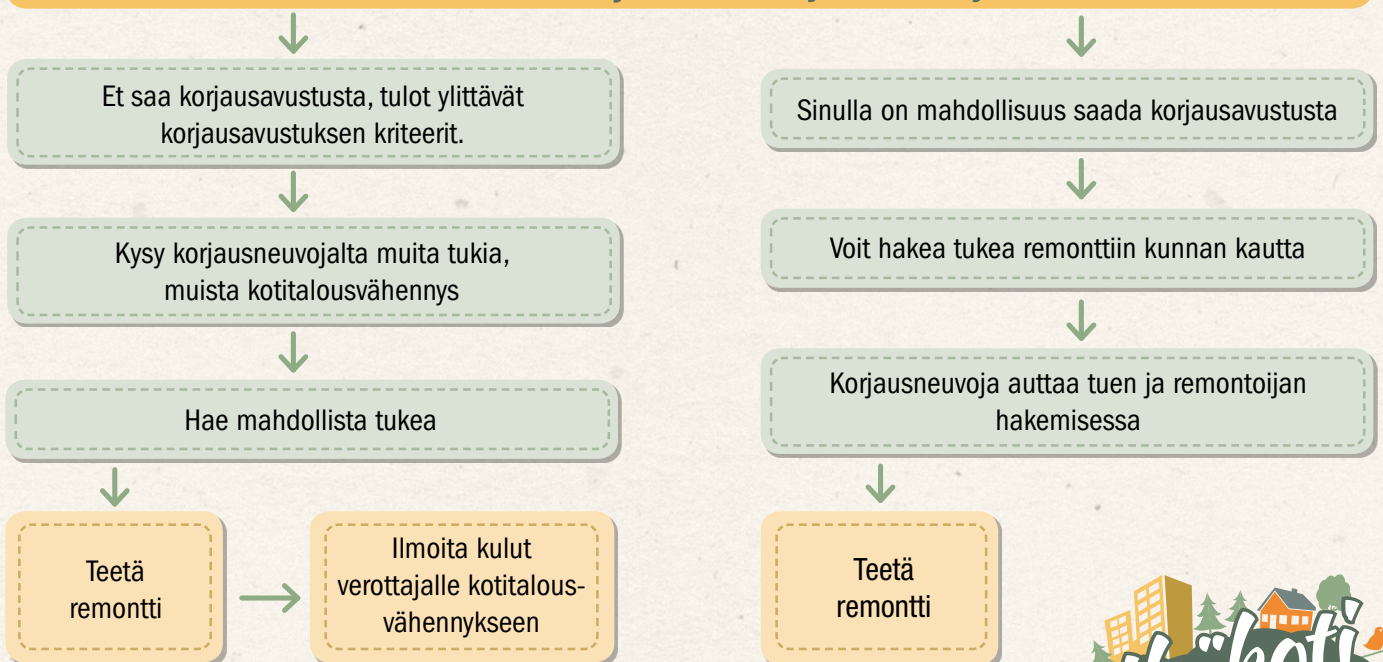 Et saa korjausavustusta, tulot ylittävät
korjausavustuksen kriteerit.
Kysy korjausneuvojalta muita tukia,
muista kotitalousvähennys
Hae mahdollista tukea
Teetä
remontti
Ilmoita kulut
verottajalle kotitalous-
vähennykseen
Sinulla on mahdollisuus saada korjausavustusta
Voit hakea tukea remonttiin kunnan kautta
Korjausneuvoja auttaa tuen ja remontoijan
hakemisessa
Teetä
remontti